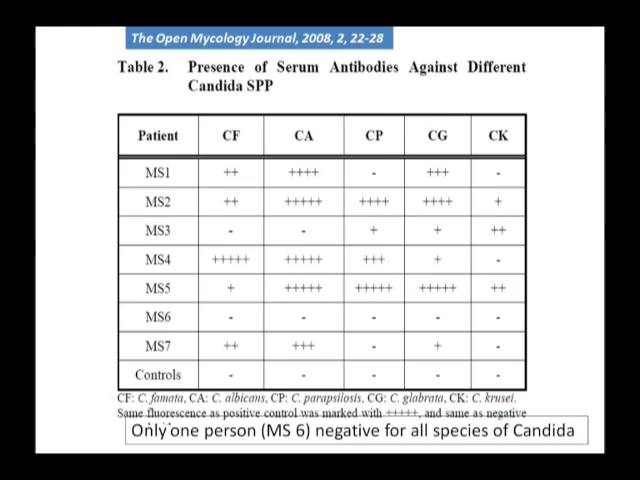 The Open Mycology Journal, 2008, 2, 22-28
Table 2. Presence of Serum Antibodies Against Different
Candida SPP
Patient CF CA CP CG CK
MS1 ++ ++++ - +++ -
MS2 ++ +++++ ++++ ++++ +
MS3 - - + + ++
MS4 +++++ +++++ +++ + -
MS5 + +++++ +++++ +++++ ++
MS6 - - - - -
MS7 ++ +++ - + -
Controls - - - - -
CF: C. famata, CA: C. albicans, CP: C. parapsilosis, CG: C. glabrata, CK: C. krusei.
Same fluorescence as positive control was marked with +++++, and same as negative
Only one person (MS 6) negative for all species of Candida